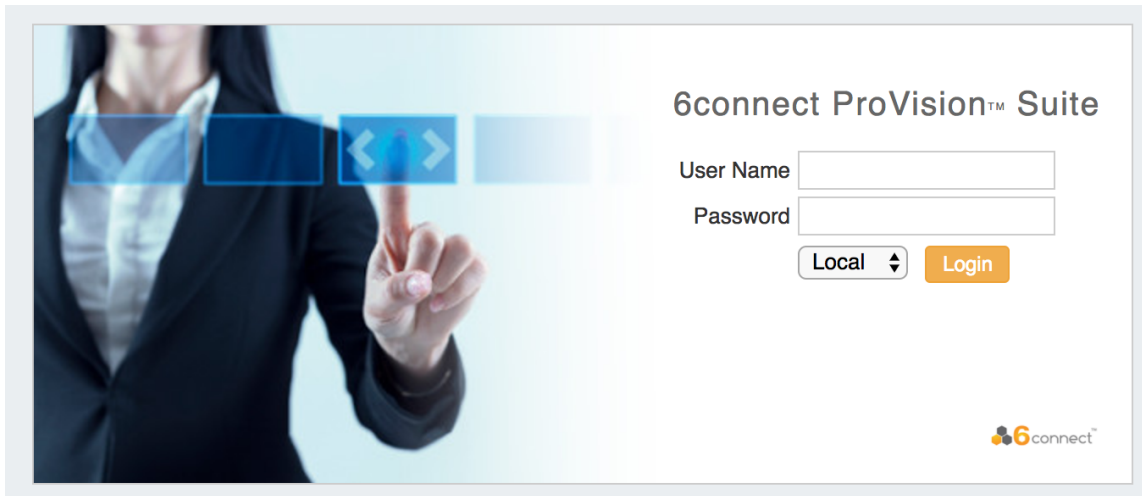 6connect ProVision™ Suite
User Name
Password
Local
Login
6connect™